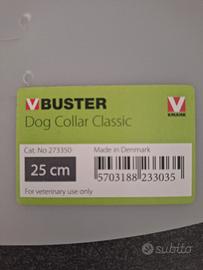 BUSTER
KRUUSE
Dog Collar Classic
Cat. No 273350
Made in Denmark
25 cm
5703188 233035
For veterinary use only
subito